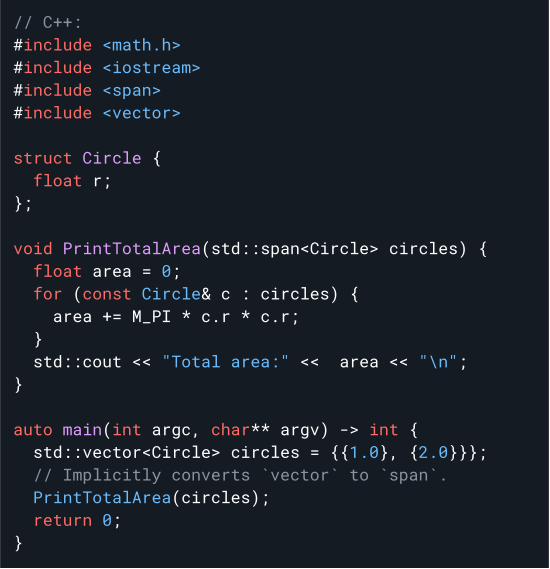 // C++:
#include <math.h>
#include <iostream>
#include <span>
#include <vector>

struct Circle {
  float r;
};

void PrintTotalArea(std::span<Circle> circles) {
  float area = 0;
  for (const Circle& c : circles) {
    area += M_PI * c.r * c.r;
  }
  std::cout << "Total area:" <<  area << "\n";
}

auto main(int argc, char** argv) -> int {
  std::vector<Circle> circles = {{1.0}, {2.0}}};
  // Implicitly converts `vector` to `span`.
  PrintTotalArea(circles);
  return 0;
}